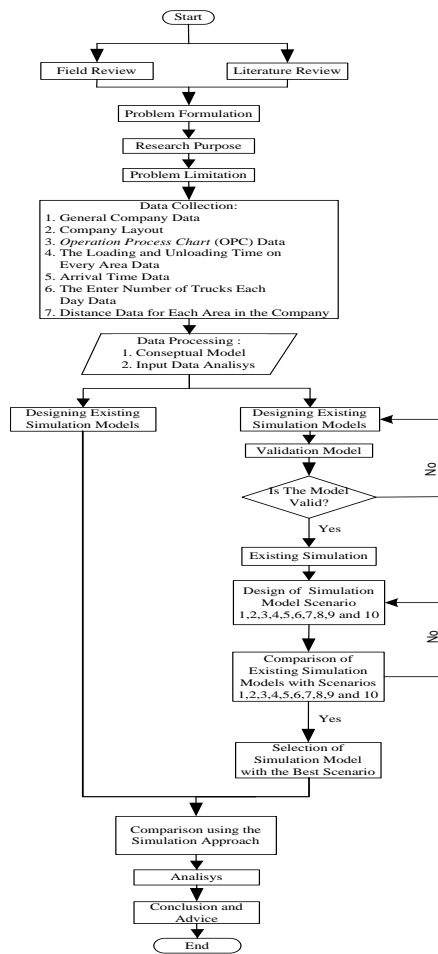 Start
Field Review
Literature Review
Problem Formulation
Research Purpose
Problem Limitation
Data Collection:
1. General Company Data
2. Company Layout
3. Operation Process Chart (OPC) Data
4. The Loading and Unloading Time on
Every Area Data
5. Arrival Time Data
6. The Enter Number of Trucks Each
Day Data
7. Distance Data for Each Area in the Company
Data Processing :
1. Conseptual Model
2. Input Data Analisys
Designing Existing
Simulation Models
Designing Existing
Simulation Models
Validation Model
No
Is The Model
Valid?
Yes
Existing Simulation
Design of Simulation
Model Scenario
1,2,3,4,5,6,7,8,9 and 10
No
Comparison of
Existing Simulation
Models with Scenarios
1,2,3,4,5,6,7,8,9 and 10
Yes
Selection of
Simulation Model
with the Best Scenario
Comparison using the
Simulation Approach
Analisys
Conclusion and
Advice
End